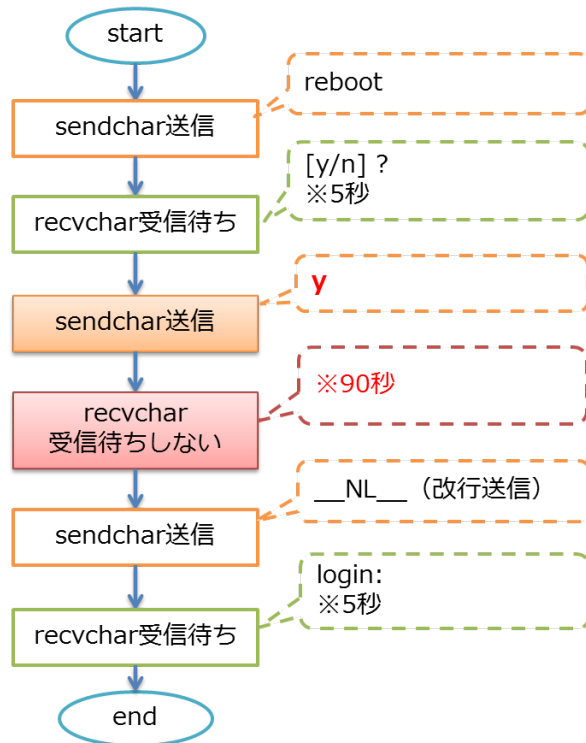 start
sendchar送信
reboot
recvchar受信待ち
[y/n] ?
※5秒
sendchar送信
y
recvchar
受信待ちしない
※90秒
sendchar送信
__NL__（改行送信）
recvchar受信待ち
login:
※5秒
end